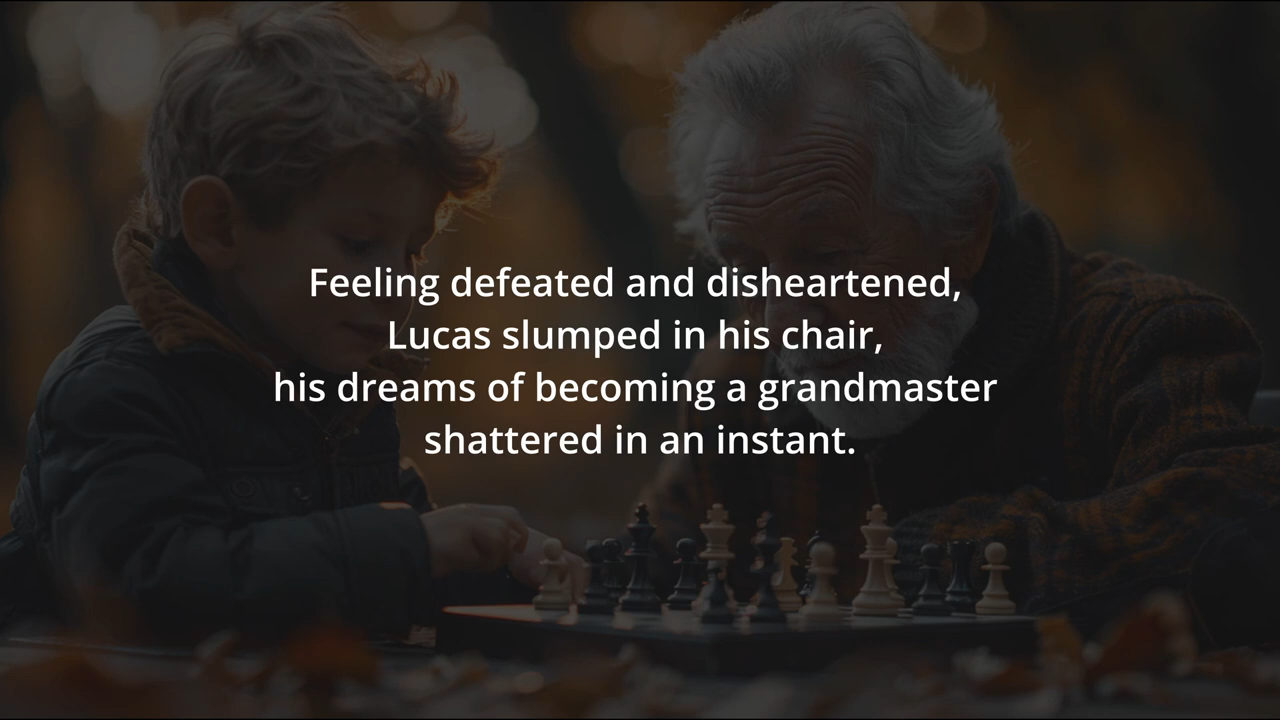 Feeling defeated and disheartened,
Lucas slumped in his chair,
his dreams of becoming a grandmaster
shattered in an instant.